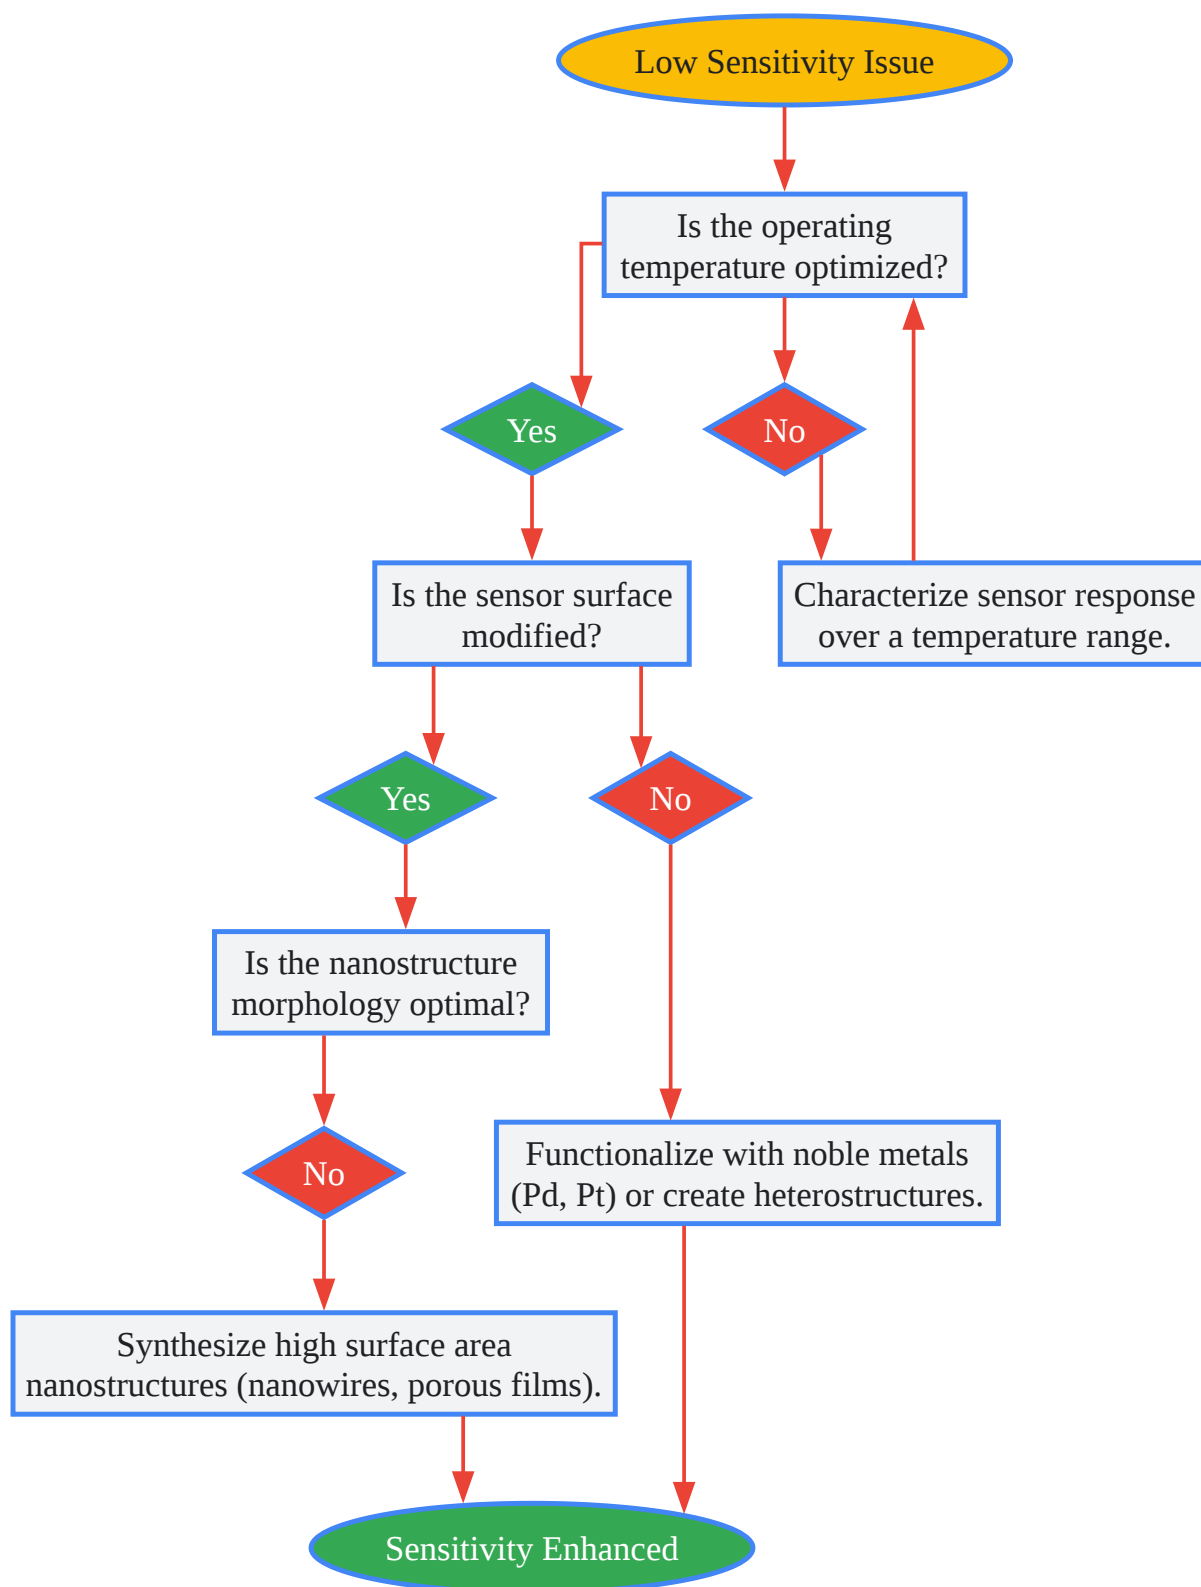 Low Sensitivity Issue
Is the operating
temperature optimized?
Yes
No
Is the sensor surface
modified?
Characterize sensor response
over a temperature range.
Yes
No
Is the nanostructure
morphology optimal?
Functionalize with noble metals
(Pd, Pt) or create heterostructures.
No
Synthesize high surface area
nanostructures (nanowires, porous films).
Sensitivity Enhanced